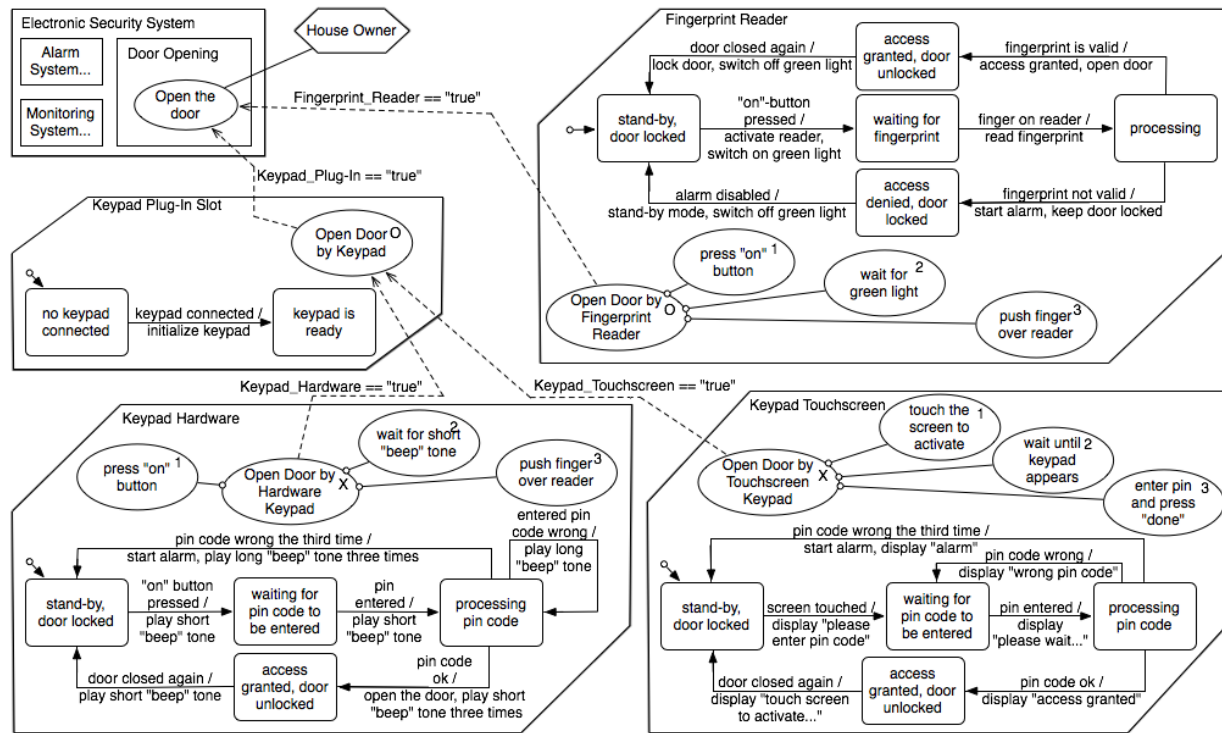 Electronic Security System
Alarm
System...
Monitoring
System...
Door Opening
Open the
door
House Owner
Fingerprint_Reader == "true"
Keypad_Plug-In == "true"
Fingerprint Reader
door closed again /
lock door, switch off green light
access
granted, door
unlocked
fingerprint is valid /
access granted, open door
stand-by,
door locked
"on"-button
pressed /
activate reader,
switch on green light
waiting for
fingerprint
finger on reader /
read fingerprint
processing
alarm disabled /
stand-by mode, switch off green light
access
denied, door
locked
fingerprint not valid /
start alarm, keep door locked
press "on" 1
button
wait for 2
green light
Open Door by
Fingerprint O
Reader
push finger 3
over reader
Keypad Plug-In Slot
Open Door O
by Keypad
no keypad
connected
keypad connected /
initialize keypad
keypad is
ready
Keypad_Hardware == "true"
Keypad_Touchscreen == "true"
Keypad Hardware
press "on" 1
button
wait for short 2
"beep" tone
Open Door by
Hardware X
Keypad
push finger 3
over reader
pin code wrong the third time /
start alarm, play long "beep" tone three times
entered pin
code wrong /
play long
"beep" tone
stand-by,
door locked
"on" button
pressed /
play short
"beep" tone
waiting for
pin code to
be entered
pin
entered /
play short
"beep" tone
processing
pin code
door closed again /
play short "beep" tone
access
granted, door
unlocked
pin code
ok /
open the door, play short
"beep" tone three times
Keypad Touchscreen
touch the 1
screen to
activate
Open Door by
Touchscreen X
Keypad
wait until 2
keypad
appears
enter pin 3
and press
"done"
pin code wrong the third time /
start alarm, display "alarm"
pin code wrong /
display "wrong pin code"
stand-by,
door locked
screen touched /
display "please
enter pin code"
waiting for
pin code to
be entered
pin entered /
display
"please wait..."
processing
pin code
door closed again /
display "touch screen
to activate..."
access
granted, door
unlocked
pin code ok /
display "access granted"